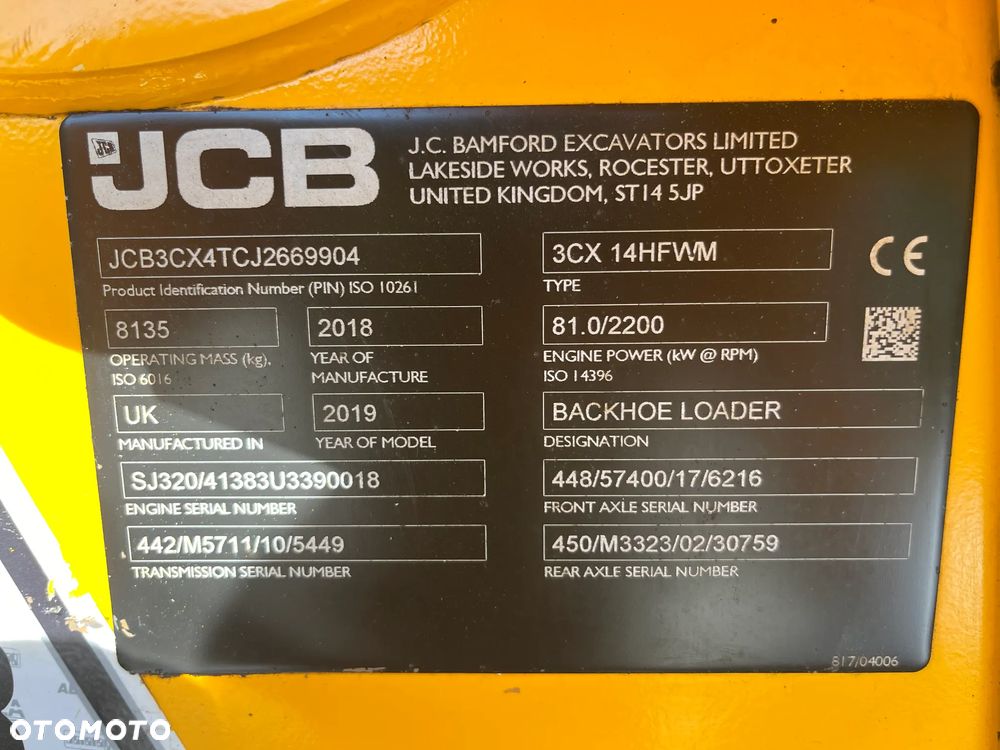 JCB
J.C. BAMFORD EXCAVATORS LIMITED
LAKESIDE WORKS, ROCESTER, UTTOXETER
UNITED KINGDOM, ST14 5JP
JCB3CX4TCJ2669904
Product Identification Number (PIN) ISO 10261
3CX 14HFWM
TYPE
CE
8135
OPERATING MASS (kg),
ISO 6016
2018
YEAR OF
MANUFACTURE
81.0/2200
ENGINE POWER (kW @ RPM)
ISO 14396
UK
MANUFACTURED IN
2019
YEAR OF MODEL
BACKHOE LOADER
DESIGNATION
SJ320/41383U3390018
ENGINE SERIAL NUMBER
448/57400/17/6216
FRONT AXLE SERIAL NUMBER
442/M5711/10/5449
TRANSMISSION SERIAL NUMBER
450/M3323/02/30759
REAR AXLE SERIAL NUMBER
817/04006
OTOMOTO